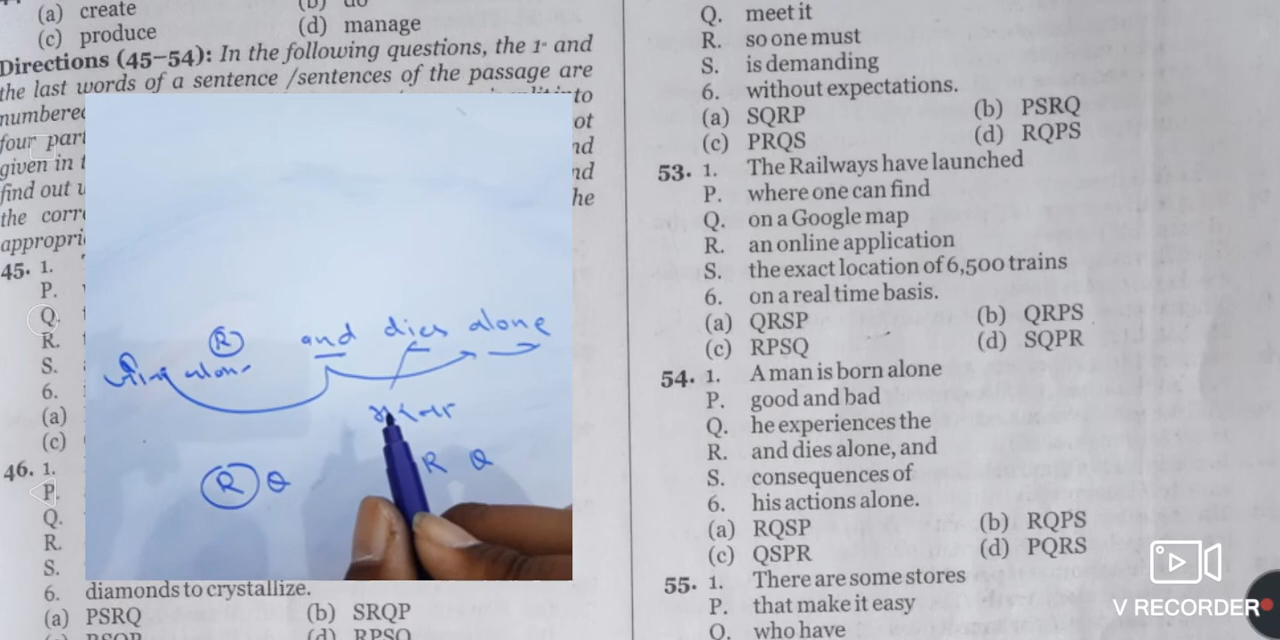 (a) create
(c) produce
(d) manage
Directions (45–54): In the following questions, the 1 and
the last words of a sentence /sentences of the passage are
numbered
four
given in
find out
the
45. 1.
P.
Q.
R.
S.
6.
(a)
(c)
46. 1.
P.
Q.
R.
S.
6. diamonds to crystallize.
(a) PSRQ (b) SRQP
(d) RPSQ
R and dies alone
R Q
R Q
Q. meet it
R. so one must
S. is demanding
6. without expectations.
(a) SQRP (b) PSRQ
(c) PRQS (d) RQPS
53. 1. The Railways have launched
P. where one can find
Q. on a Google map
R. an online application
S. the exact location of 6,500 trains
6. on a real time basis.
(a) QRSP (b) QRPS
(c) RPSQ (d) SQPR
54. 1. A man is born alone
P. good and bad
Q. he experiences the
R. and dies alone, and
S. consequences of
6. his actions alone.
(a) RQSP (b) RQPS
(c) QSPR (d) PQRS
55. 1. There are some stores
P. that make it easy
Q. who have
V RECORDER